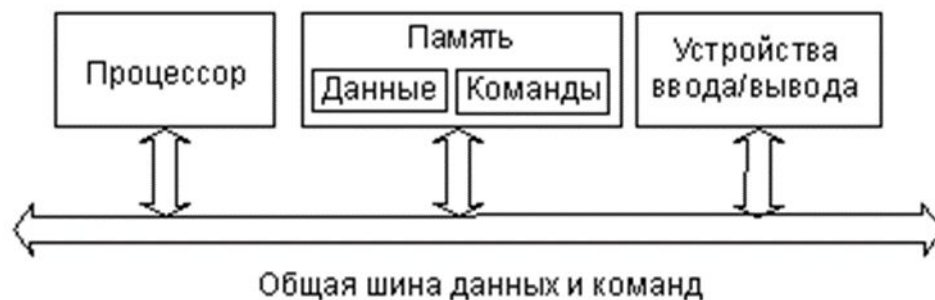 Процессор
Память
Данные
Команды
Устройства
ввода/вывода
Общая шина данных и команд